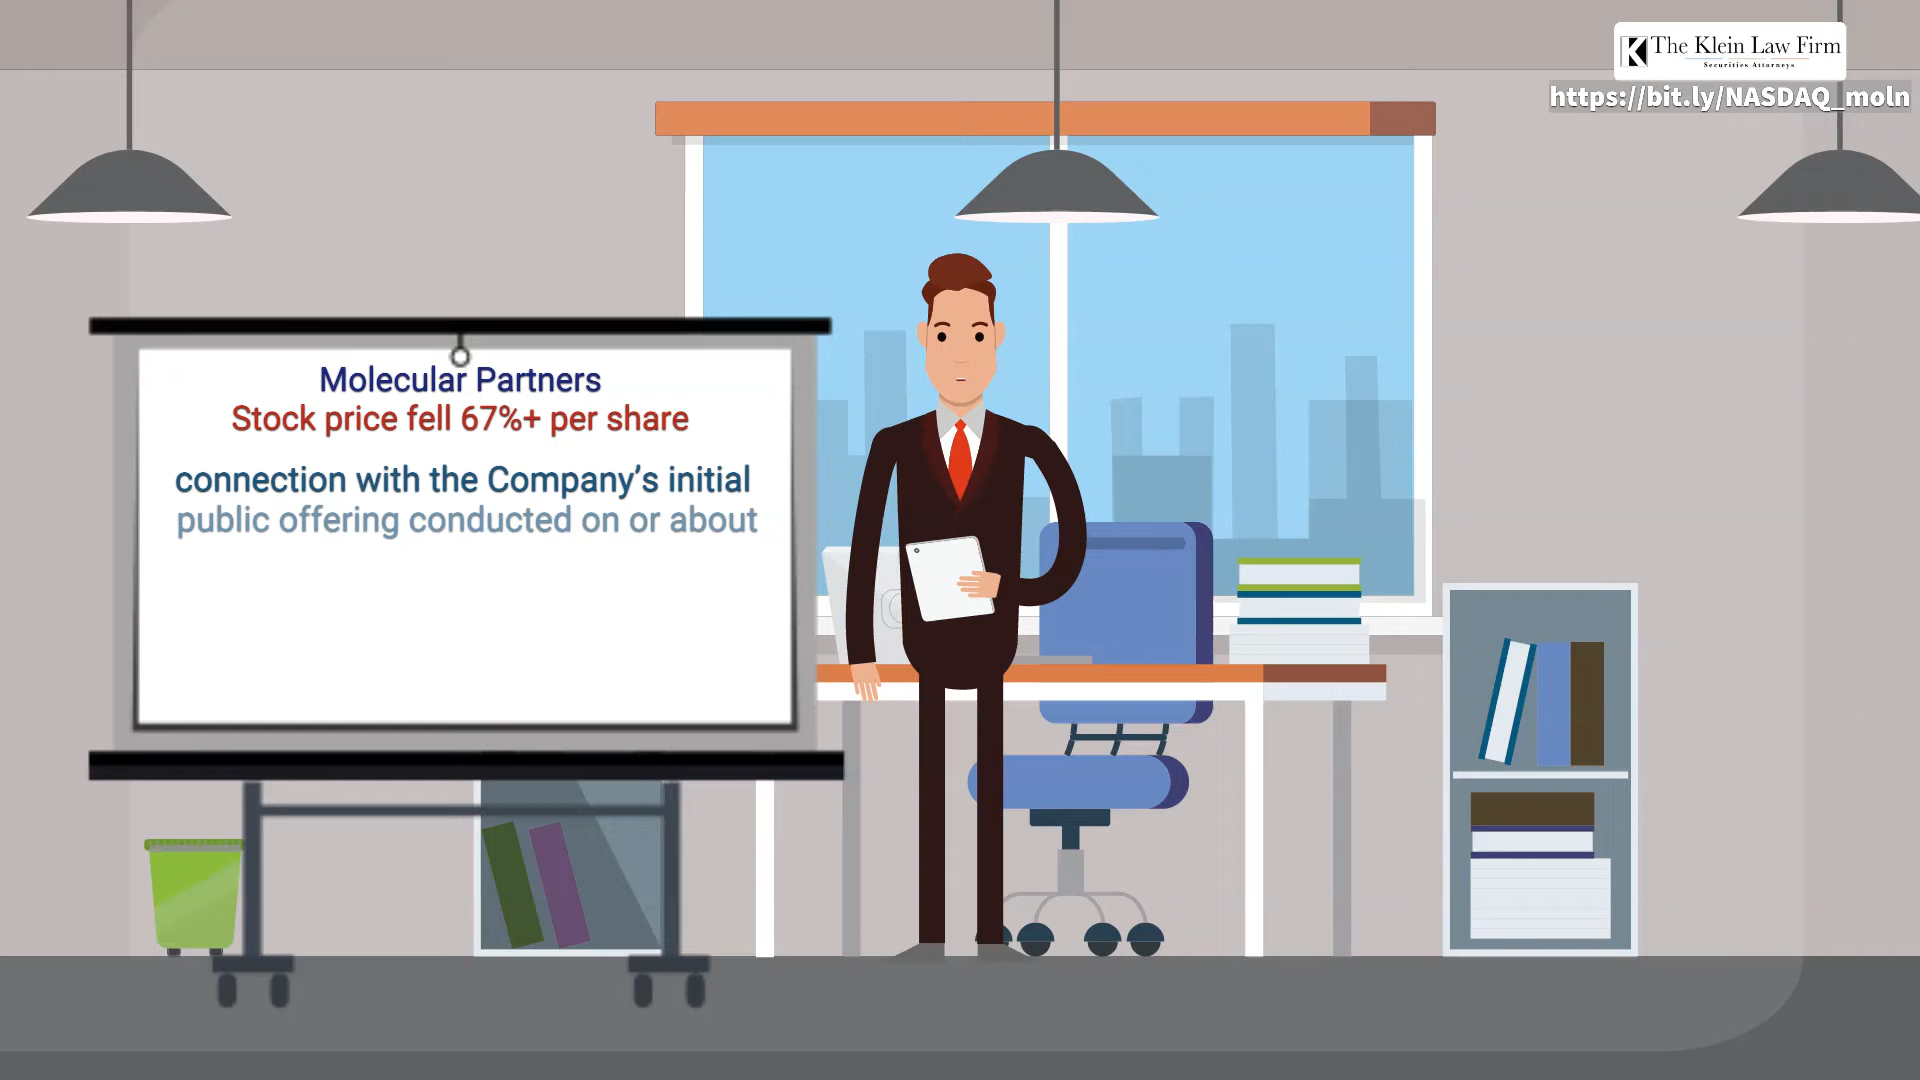 The Klein Law Firm
Securities Attorneys
https://bit.ly/NASDAQ_moln
Molecular Partners
Stock price fell 67%+ per share
connection with the Company’s initial
public offering conducted on or about